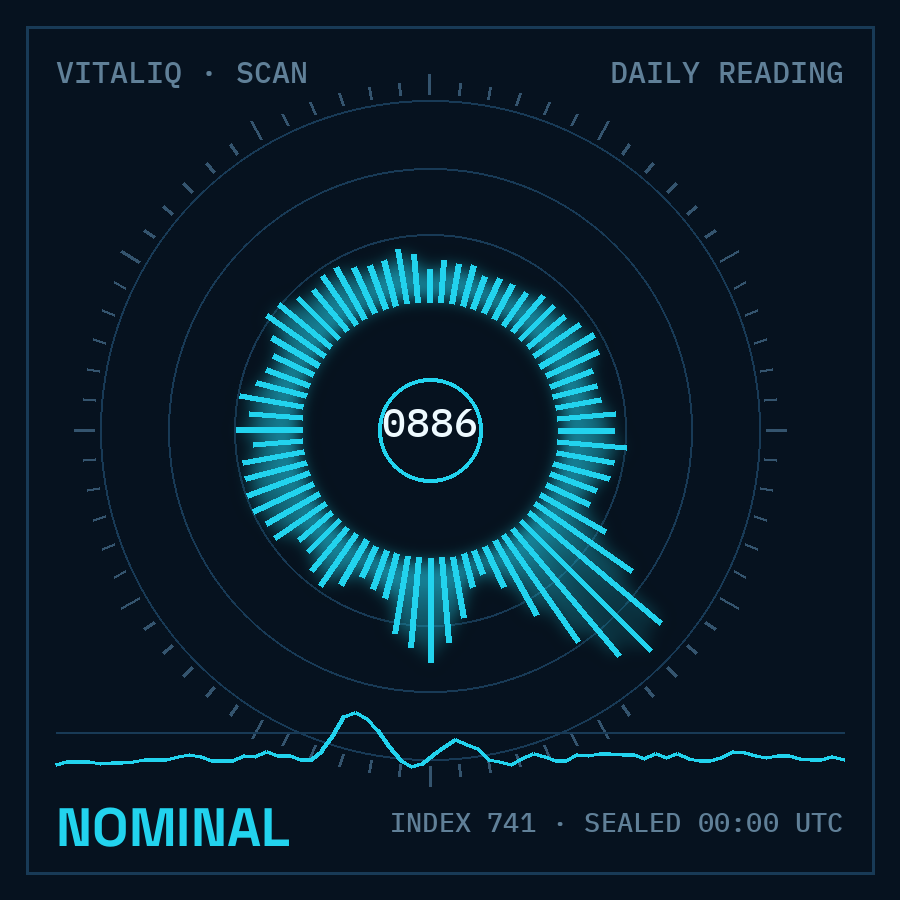 VITALIQ · SCAN
DAILY READING
0886
NOMINAL
INDEX 741 · SEALED 00:00 UTC